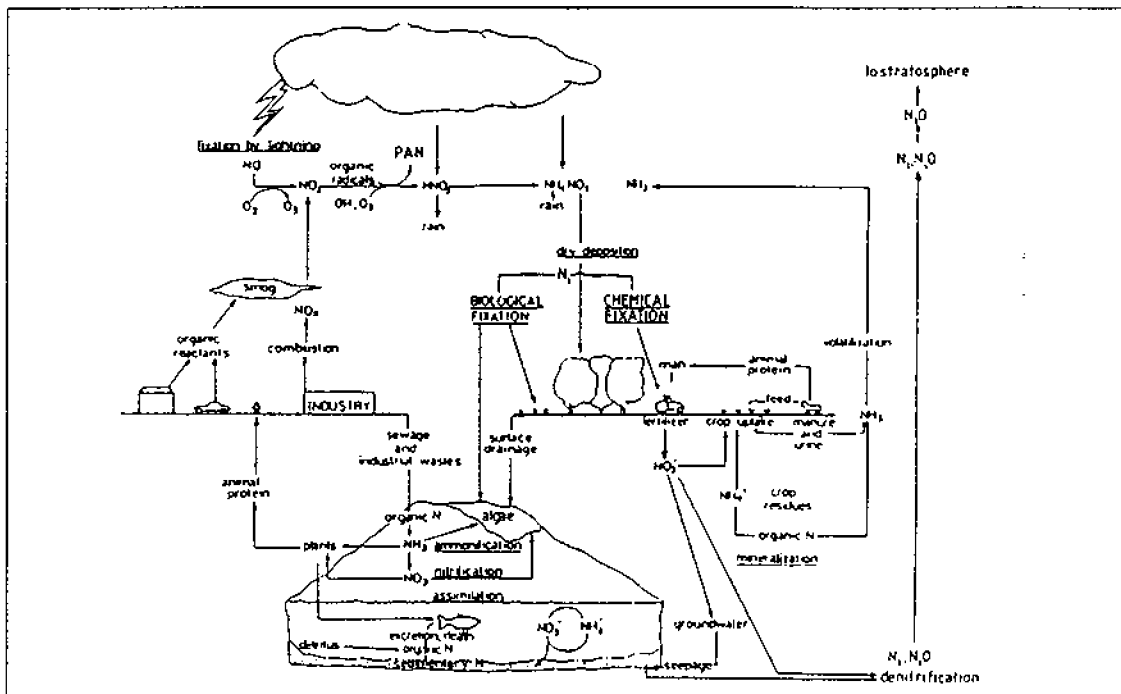 to stratosphere
N₂O
N₂, N₂O
fixation by lightning
NO
organic
radicals
PAN
NO₂
HNO₃
NH₄NO₃
NH₃
O₂
O₃
OH, O₃
rain
rain
dry deposition
N₂
BIOLOGICAL
FIXATION
CHEMICAL
FIXATION
smog
NOₓ
organic
reactants
combustion
volatilization
man
animal
protein
feed
INDUSTRY
fertilizer
crop
uptake
manure
and
urine
NH₃
sewage
and
industrial wastes
surface
drainage
NO₃⁻
animal
protein
NH₄⁺
crop
residues
organic N
algae
organic N
mineralization
plants
NH₃
ammonification
NO₃
nitrification
assimilation
groundwater
NO₃⁻
NH₄⁺
excretion, death
detritus
organic N
sedimentary N
seepage
N₂, N₂O
denitrification